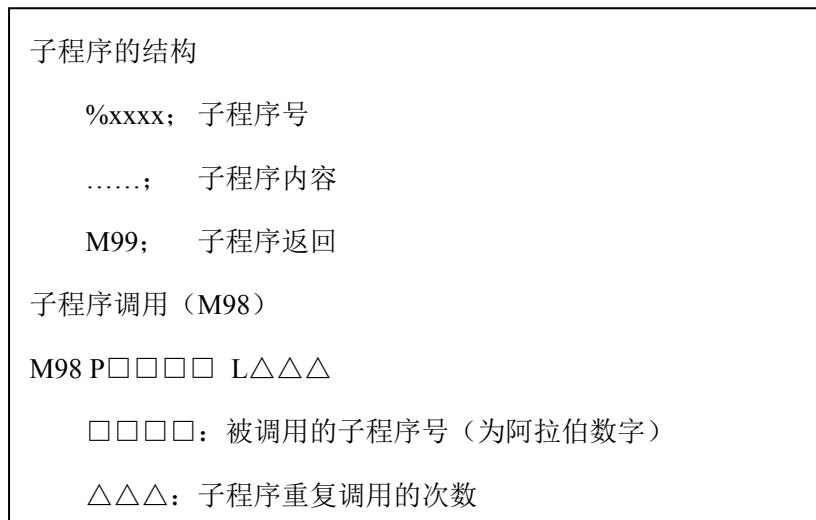 子程序的结构
%xxxx； 子程序号
……； 子程序内容
M99； 子程序返回
子程序调用（M98）
M98 P□□□□ L△△△
□□□□：被调用的子程序号（为阿拉伯数字）
△△△：子程序重复调用的次数